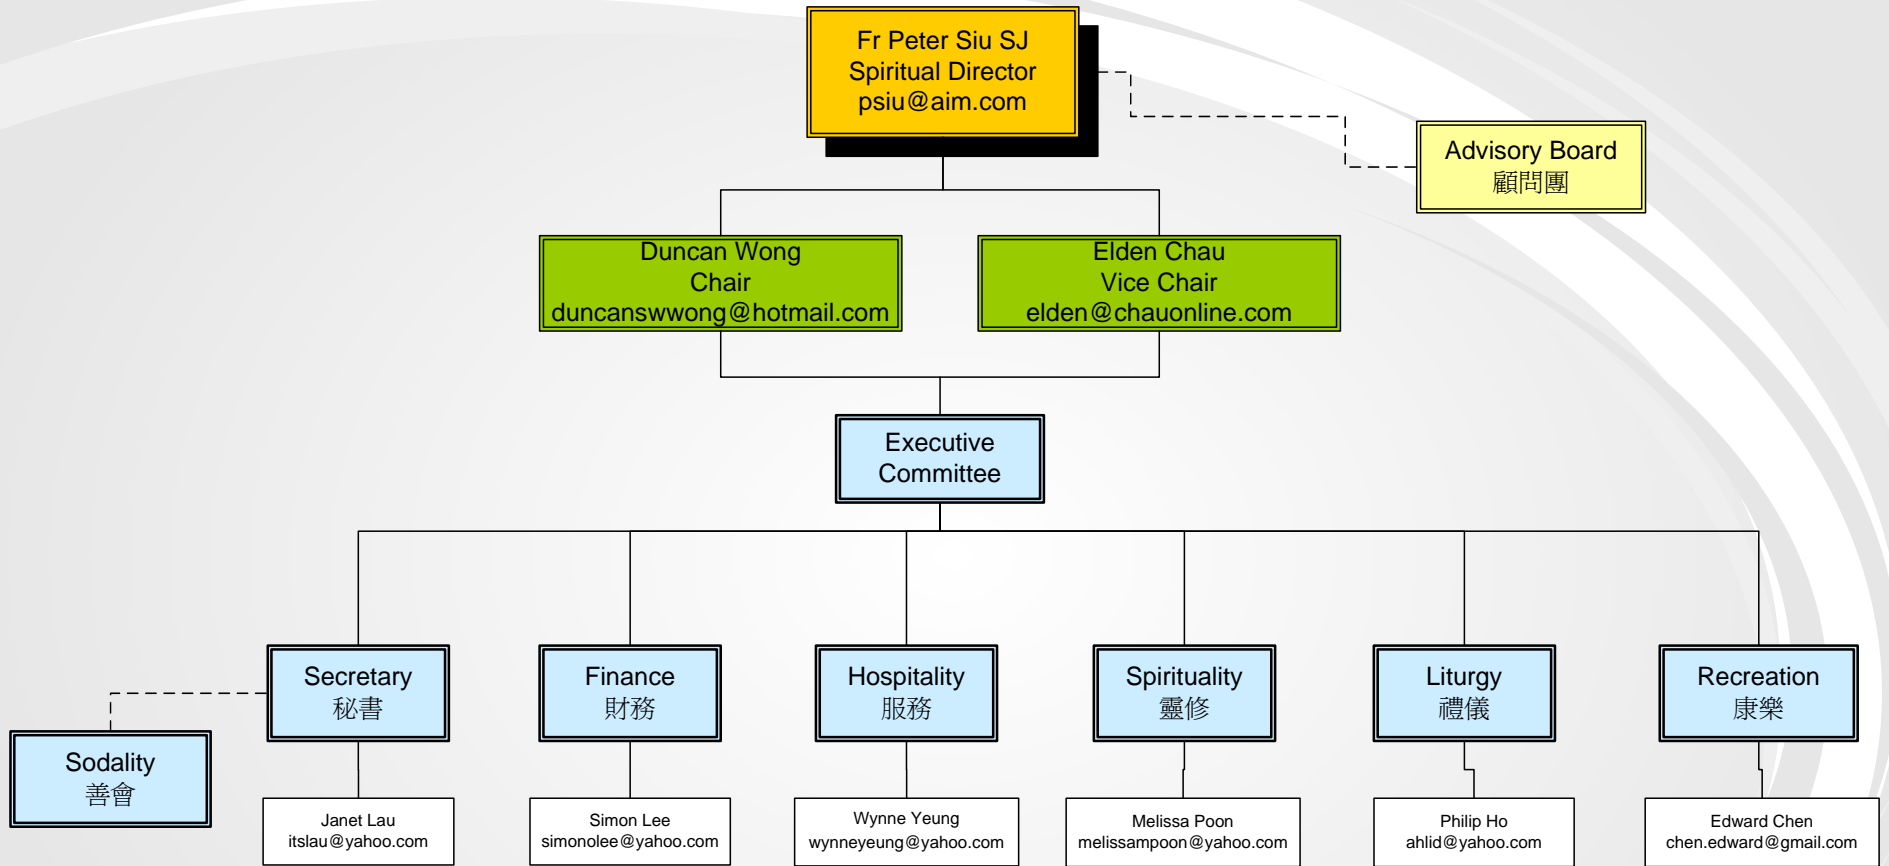 Fr Peter Siu SJ
Spiritual Director
psiu@aim.com
Advisory Board
顧問團
Duncan Wong
Chair
duncanswwong@hotmail.com
Elden Chau
Vice Chair
elden@chauonline.com
Executive
Committee
Secretary
秘書
Finance
財務
Hospitality
服務
Spirituality
靈修
Liturgy
禮儀
Recreation
康樂
Sodality
善會
Janet Lau
itslau@yahoo.com
Simon Lee
simonolee@yahoo.com
Wynne Yeung
wynneyeung@yahoo.com
Melissa Poon
melissampoon@yahoo.com
Philip Ho
ahlid@yahoo.com
Edward Chen
chen.edward@gmail.com